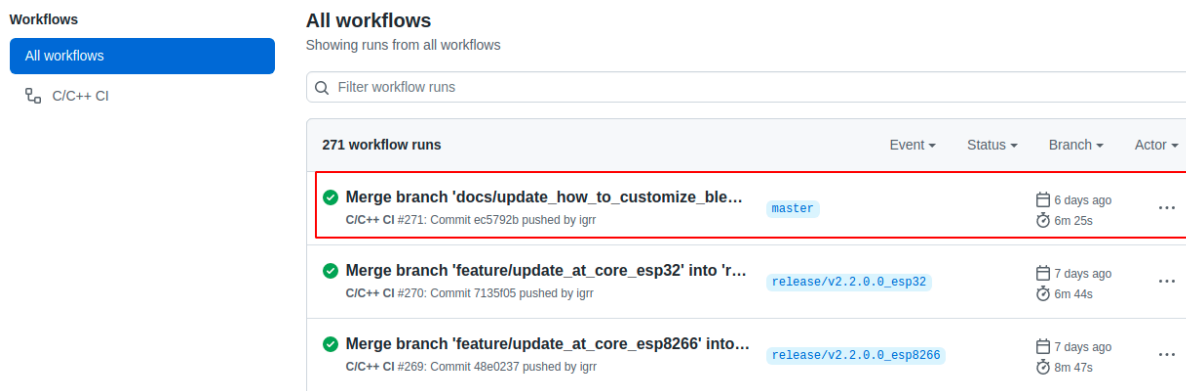 Workflows
All workflows
C/C++ CI
All workflows
Showing runs from all workflows
Filter workflow runs
271 workflow runs Event Status Branch Actor
Merge branch 'docs/update_how_to_customize_ble… master 6 days ago
C/C++ CI #271: Commit ec5792b pushed by igrr 6m 25s
Merge branch 'feature/update_at_core_esp32' into 'r… release/v2.2.0.0_esp32 7 days ago
C/C++ CI #270: Commit 7135f05 pushed by igrr 6m 44s
Merge branch 'feature/update_at_core_esp8266' into… release/v2.2.0.0_esp8266 7 days ago
C/C++ CI #269: Commit 48e0237 pushed by igrr 8m 47s